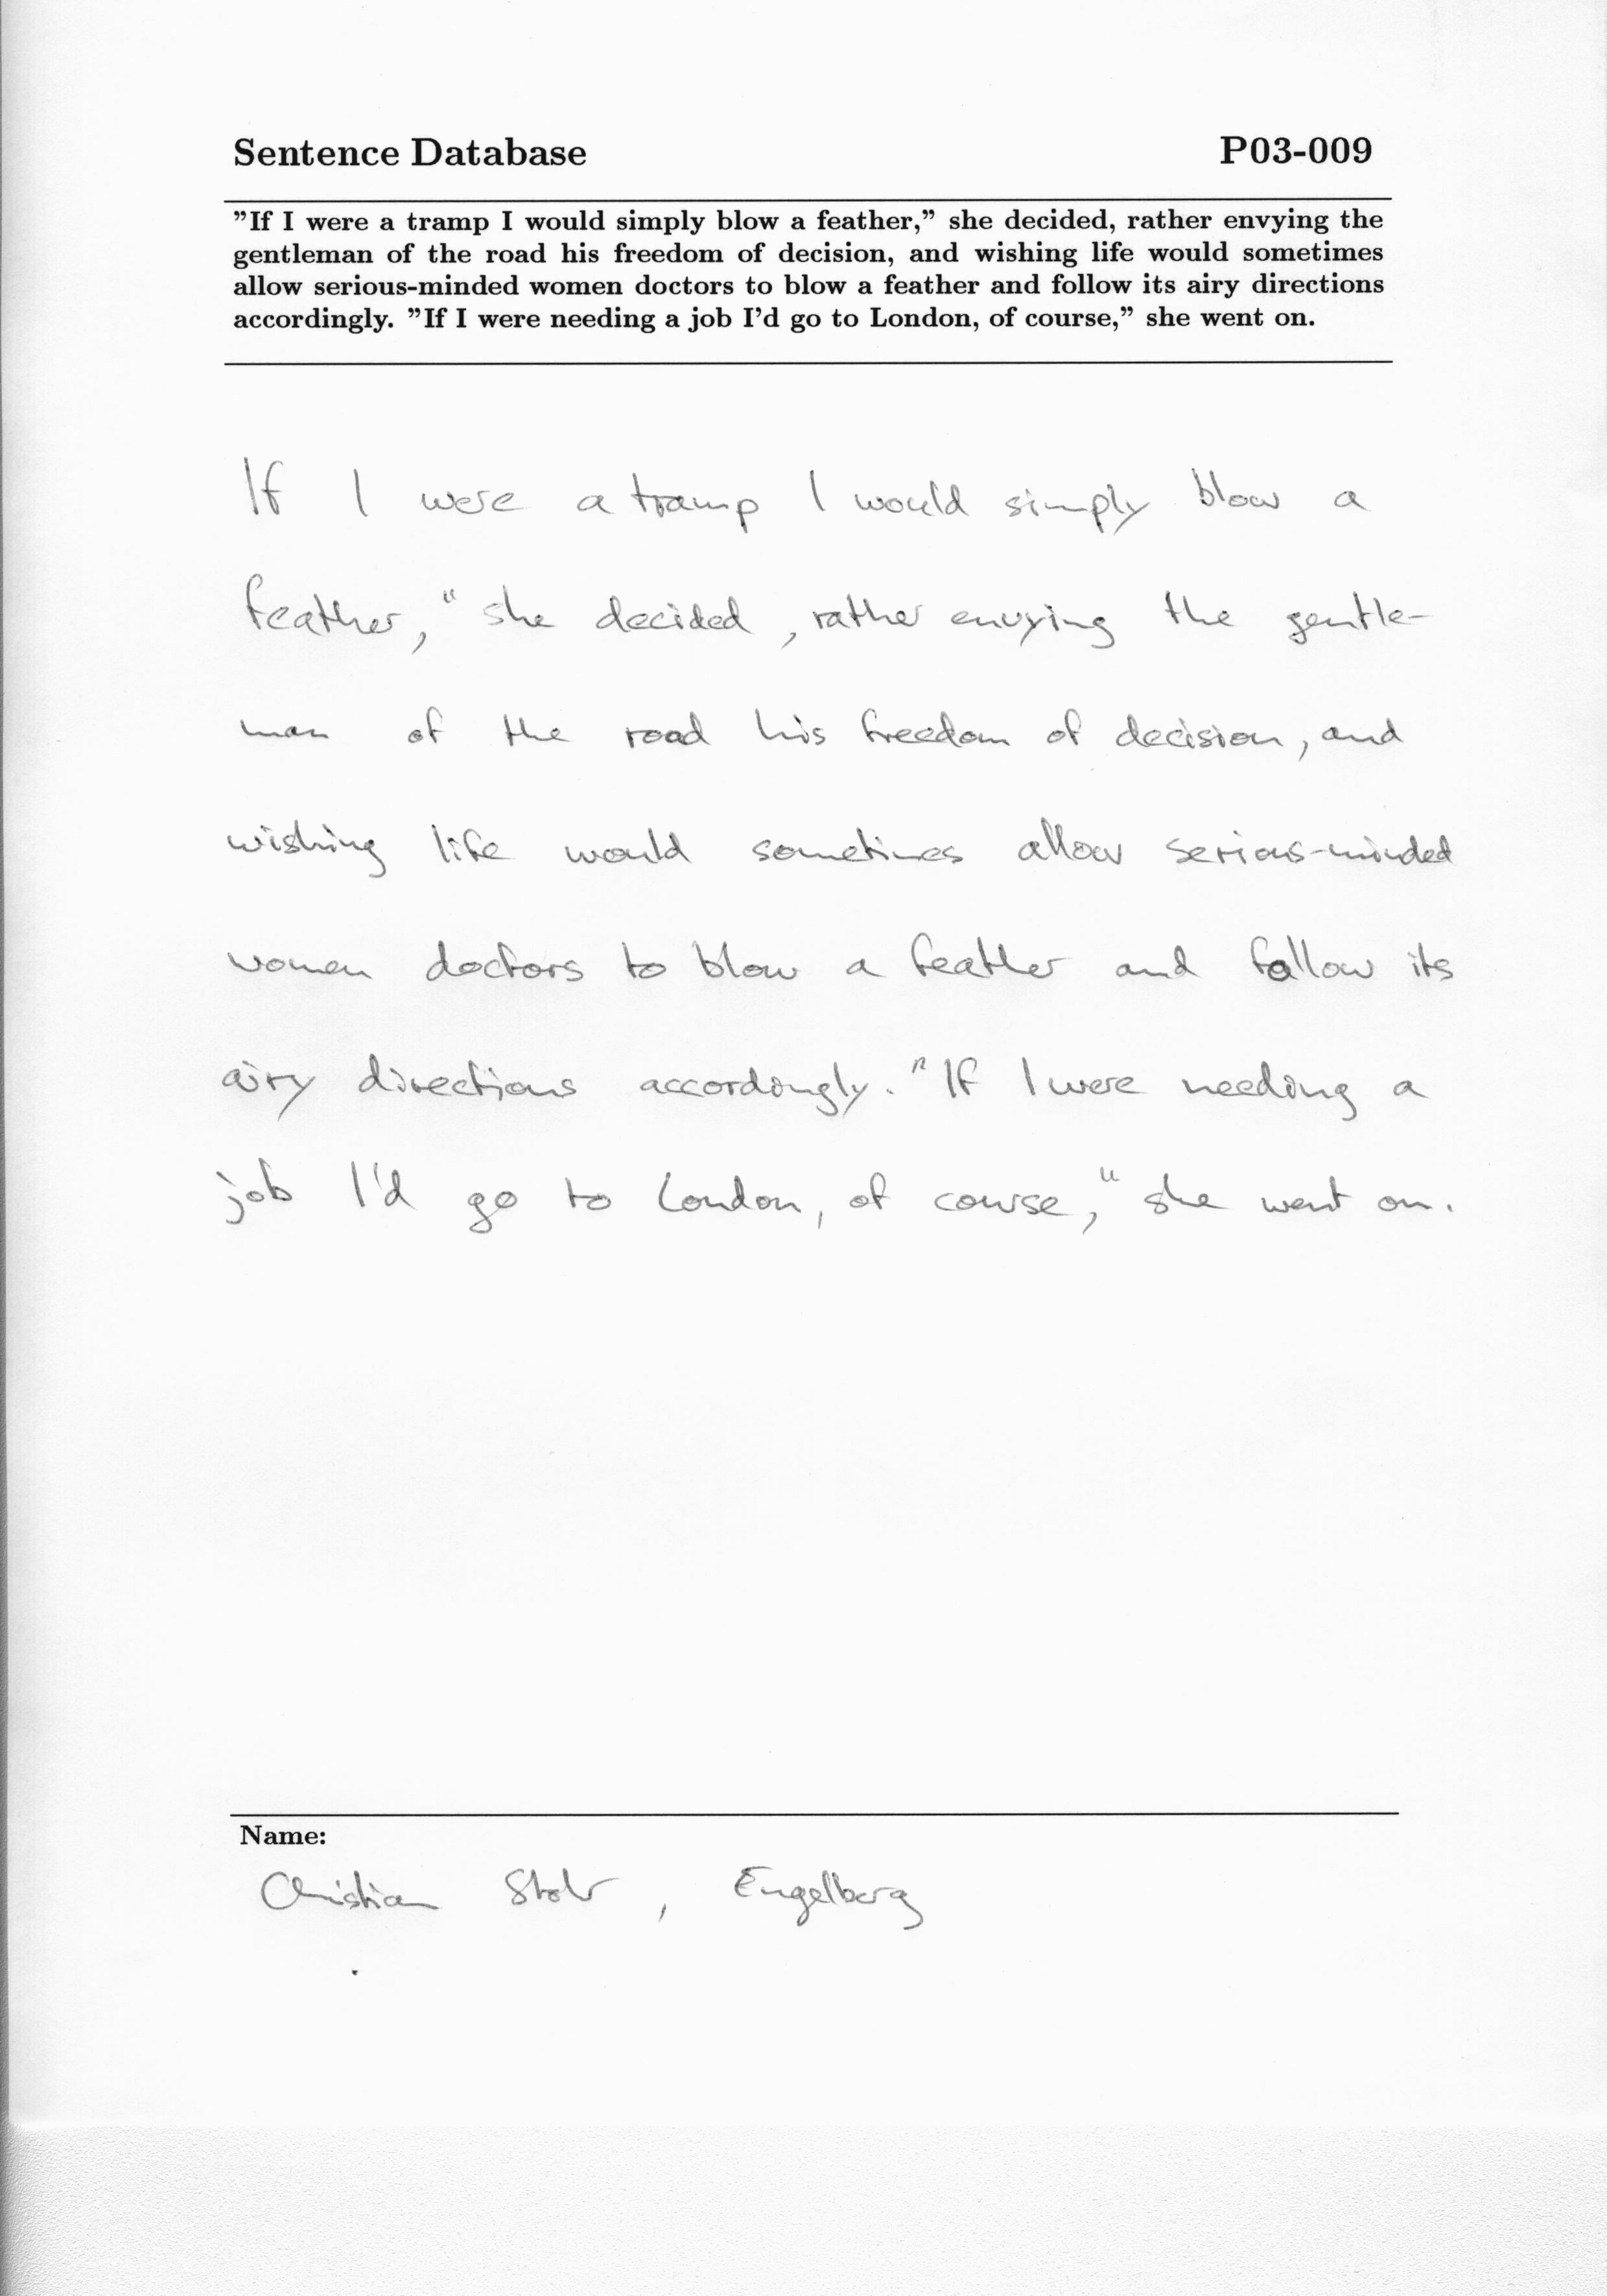 Sentence Database P03-009
"If I were a tramp I would simply blow a feather," she decided, rather envying the
gentleman of the road his freedom of decision, and wishing life would sometimes
allow serious-minded women doctors to blow a feather and follow its airy directions
accordingly. "If I were needing a job I'd go to London, of course," she went on.
If I were a tramp I would simply blow a
feather," she decided, rather envying the gentle-
man of the road his freedom of decision, and
wishing life would sometimes allow serious-minded
women doctors to blow a feather and follow its
airy directions accordingly. "If I were needing a
job I'd go to London, of course," she went on.
Name:
Christian , Engelberg